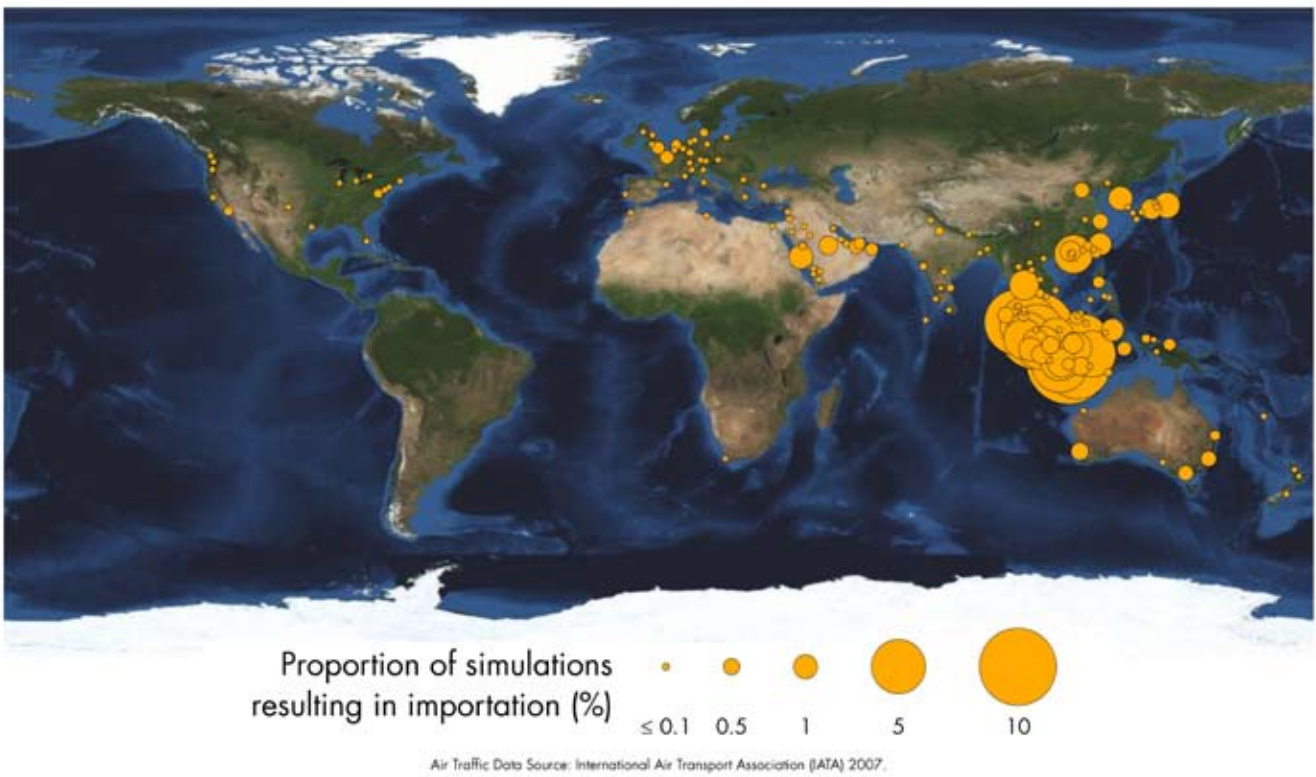 Proportion of simulations
resulting in importation (%)
≤ 0.1 0.5 1 5 10
Air Traffic Data Source: International Air Transport Association (IATA) 2007.